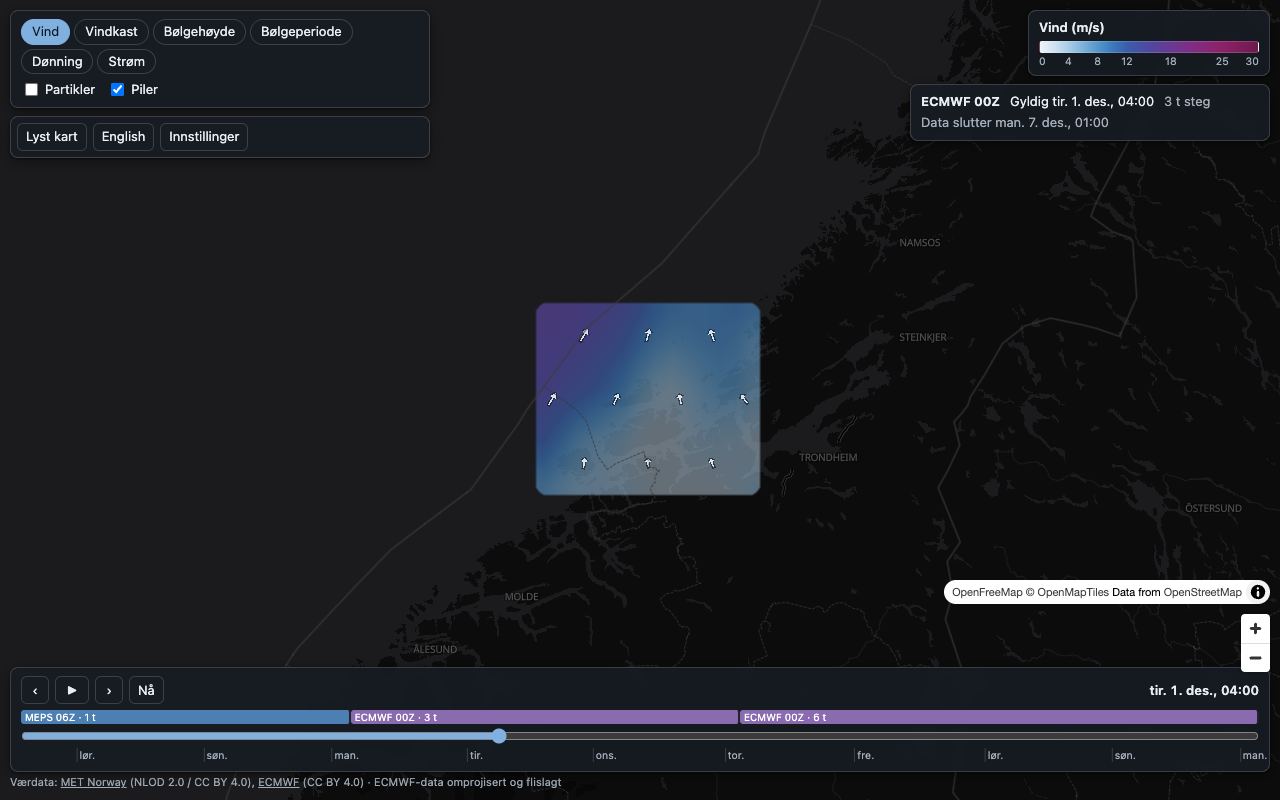 Vind
Vindkast
Bølgehøyde
Bølgeperiode
Dønning
Strøm
Partikler
Piler
Lyst kart
English
Innstillinger
Vind (m/s)
0 4 8 12 18 25 30
ECMWF 00Z Gyldig tir. 1. des., 04:00 3 t steg
Data slutter man. 7. des., 01:00
NAMSOS
STEINKJER
TRONDHEIM
ÖSTERSUND
MOLDE
ÅLESUND
OpenFreeMap © OpenMapTiles Data from OpenStreetMap
+
−
‹
›
Nå
tir. 1. des., 04:00
MEPS 06Z · 1 t
ECMWF 00Z · 3 t
ECMWF 00Z · 6 t
lør. søn. man. tir. ons. tor. fre. lør. søn. man.
Værdata: MET Norway (NLOD 2.0 / CC BY 4.0), ECMWF (CC BY 4.0) · ECMWF-data omprojisert og flislagt